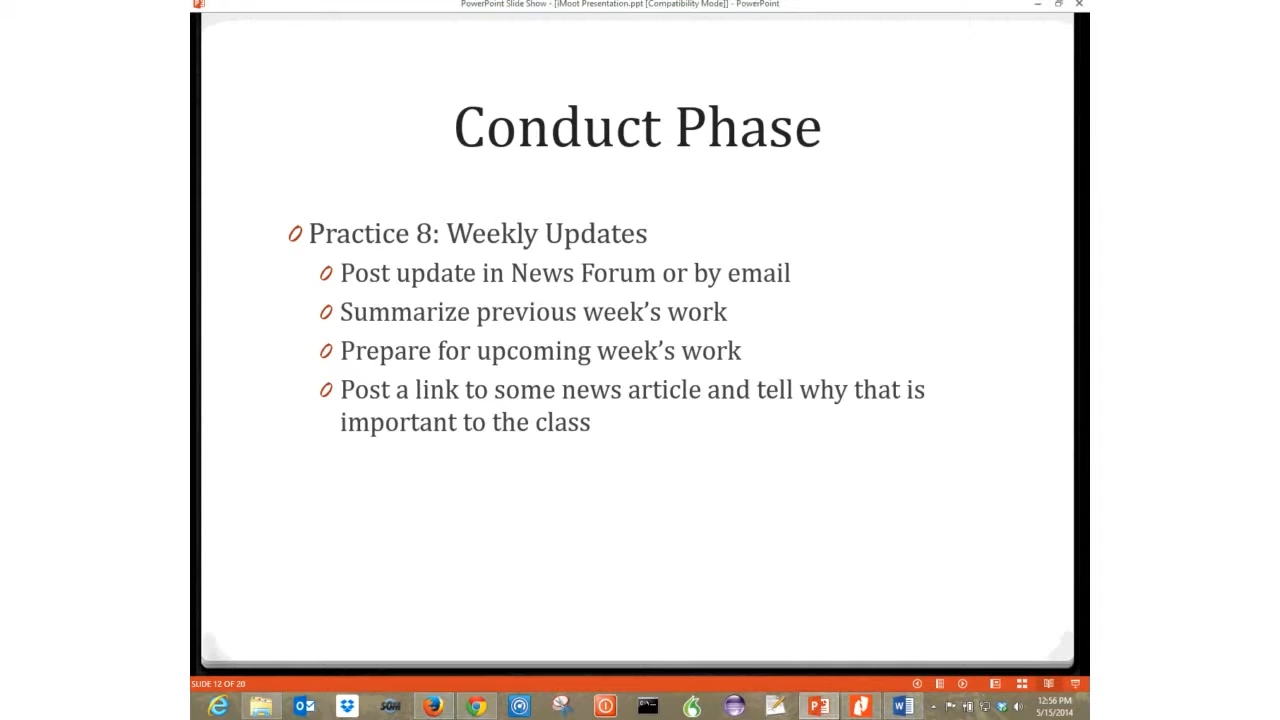 PowerPoint Slide Show - [iMoot Presentation.ppt [Compatibility Mode]] - PowerPoint
Conduct Phase
Practice 8: Weekly Updates
Post update in News Forum or by email
Summarize previous week's work
Prepare for upcoming week's work
Post a link to some news article and tell why that is
important to the class
SLIDE 12 OF 20
SGM
12:56 PM
5/15/2014